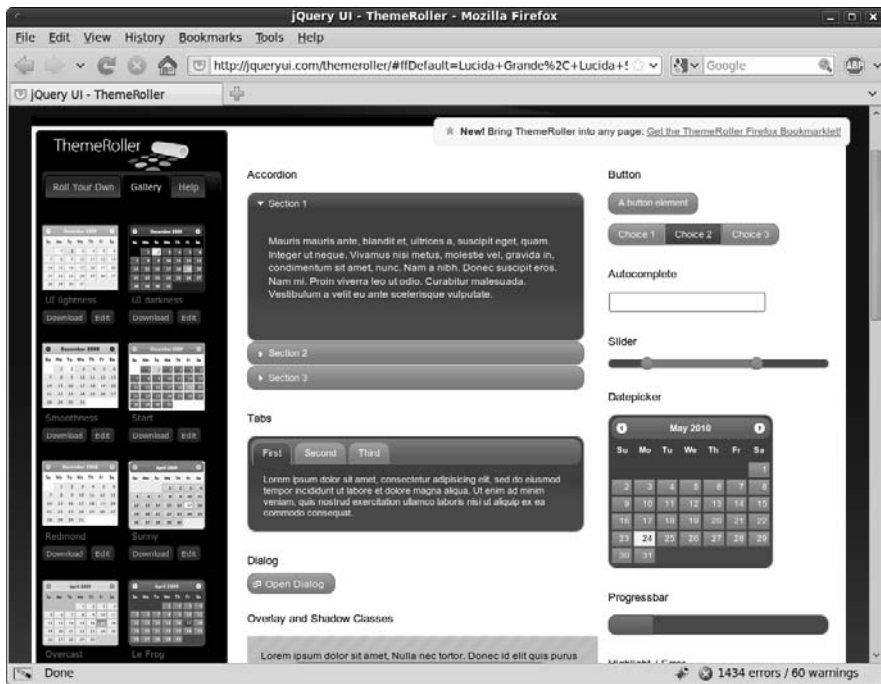 jQuery UI - ThemeRoller - Mozilla Firefox
File Edit View History Bookmarks Tools Help
http://jqueryui.com/themeroller/#ffDefault=Lucida+Grande%2C+Lucida+
Google
ABP
jQuery UI - ThemeRoller
New! Bring ThemeRoller into any page: Get the ThemeRoller Firefox Bookmarklet!
ThemeRoller
Roll Your Own Gallery Help
UI lightness UI darkness
Download Edit Download Edit
Smoothness Start
Download Edit Download Edit
Redmond Sunny
Download Edit Download Edit
Overcast Le Frog
Accordion
Section 1
Mauris mauris ante, blandit et, ultrices a, suscipit eget, quam.
Integer ut neque. Vivamus nisi metus, molestie vel, gravida in,
condimentum sit amet, nunc. Nam a nibh. Donec suscipit eros.
Nam mi. Proin viverra leo ut odio. Curabitur malesuada.
Vestibulum a velit eu ante scelerisque vulputate.
Section 2
Section 3
Tabs
First Second Third
Lorem ipsum dolor sit amet, consectetur adipisicing elit, sed do eiusmod
tempor incididunt ut labore et dolore magna aliqua. Ut enim ad minim
veniam, quis nostrud exercitation ullamco laboris nisi ut aliquip ex ea
commodo consequat.
Dialog
Open Dialog
Overlay and Shadow Classes
Lorem ipsum dolor sit amet, Nulla nec tortor. Donec id elit quis purus
Button
A button element
Choice 1 Choice 2 Choice 3
Autocomplete
Slider
Datepicker
May 2010
Su Mo Tu We Th Fr Sa
1
2 3 4 5 6 7 8
9 10 11 12 13 14 15
16 17 18 19 20 21 22
23 24 25 26 27 28 29
30 31
Progressbar
Highlight / Error
Done
1434 errors / 60 warnings